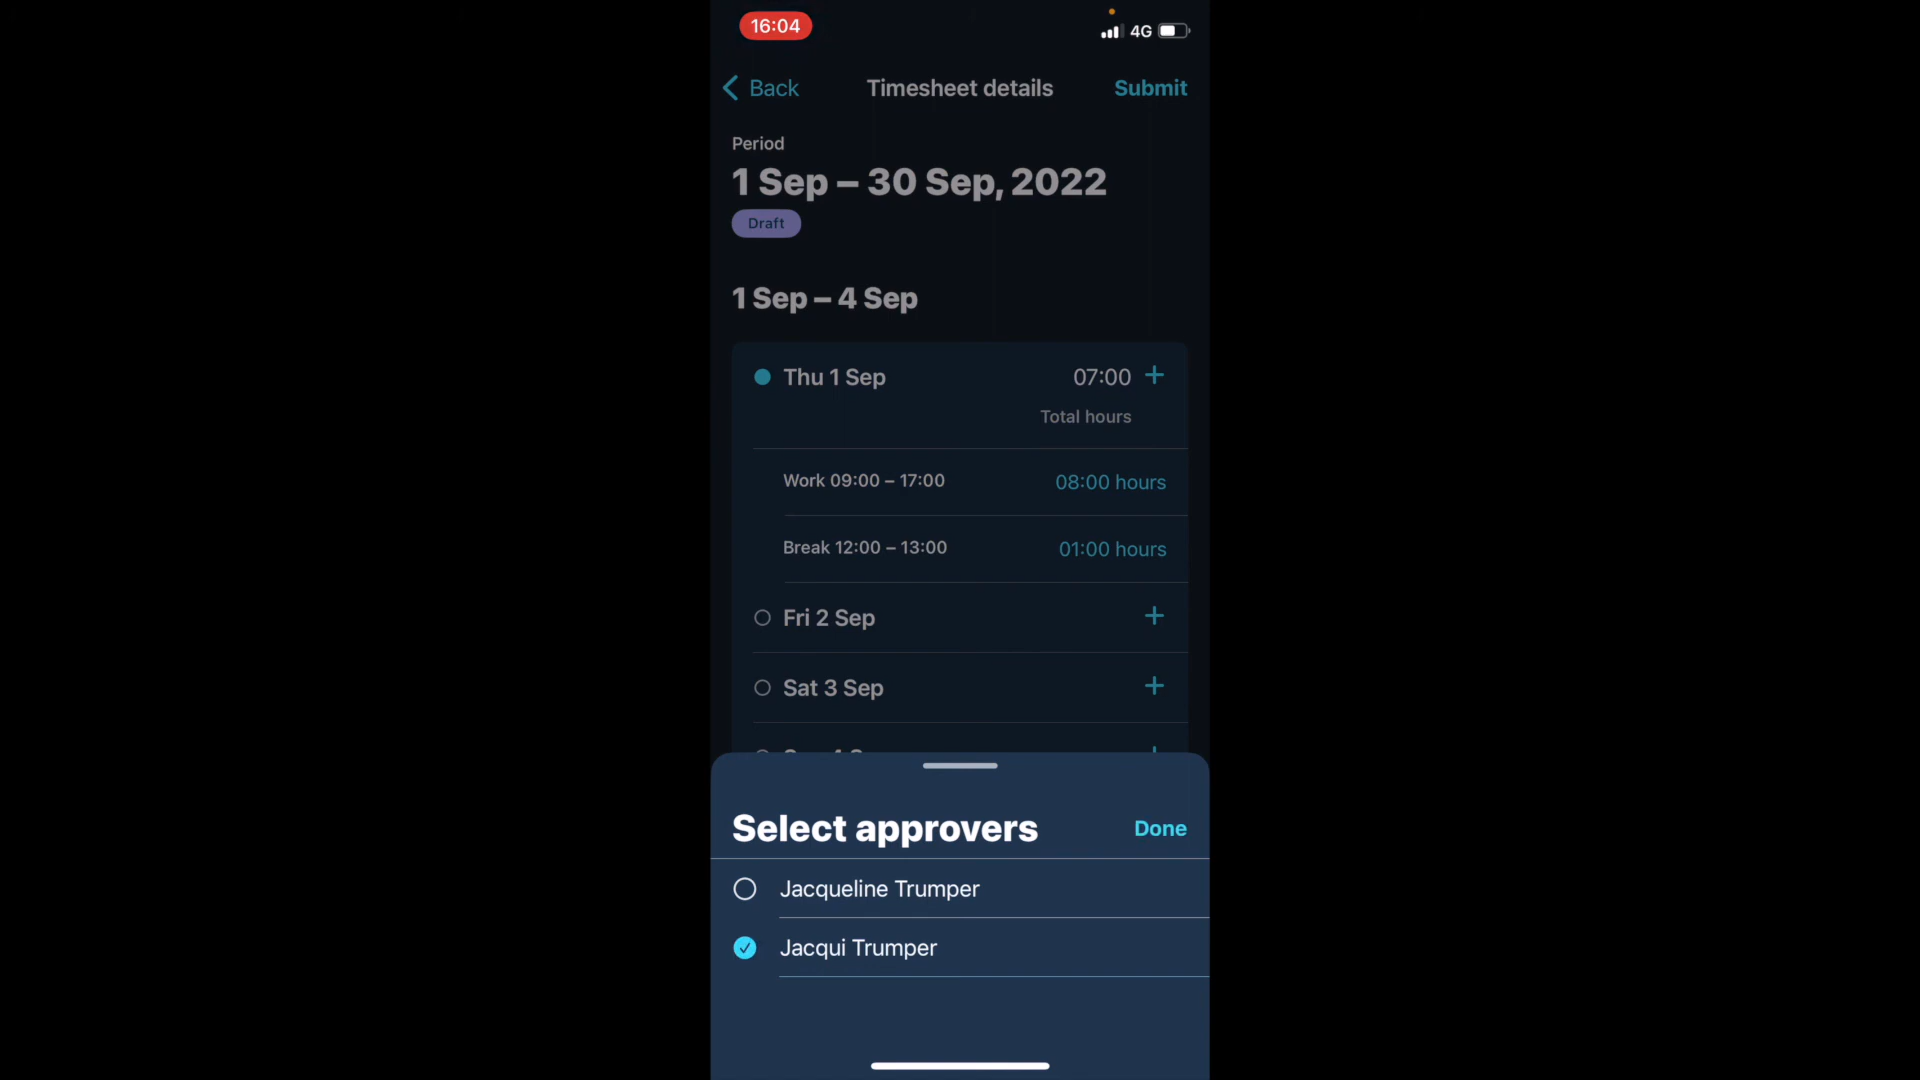 16:04
4G
Back
Timesheet details
Submit
Period
1 Sep – 30 Sep, 2022
Draft
1 Sep – 4 Sep
Thu 1 Sep
07:00
Total hours
Work 09:00 – 17:00
08:00 hours
Break 12:00 – 13:00
01:00 hours
Fri 2 Sep
Sat 3 Sep
Select approvers
Done
Jacqueline Trumper
Jacqui Trumper